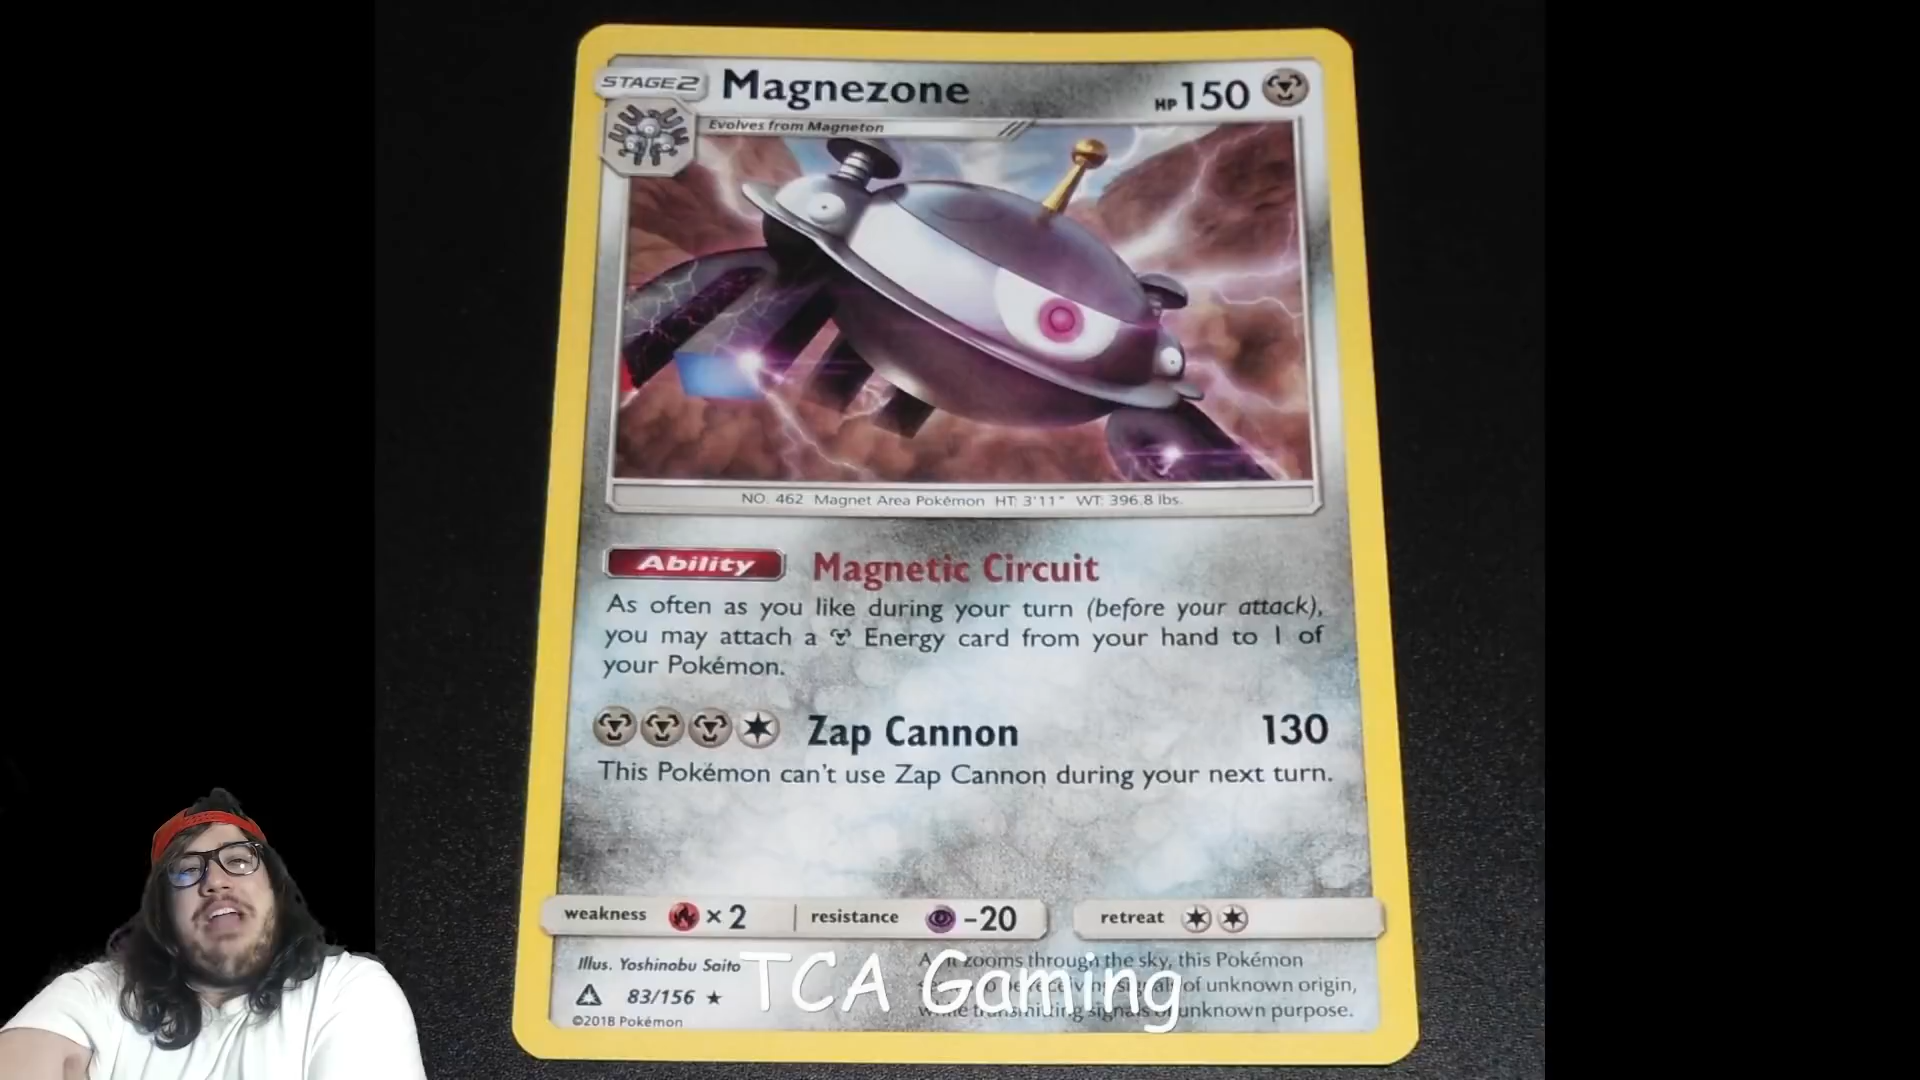 STAGE2 Magnezone HP150
Evolves from Magneton
NO. 462 Magnet Area Pokémon HT: 3'11" WT: 396.8 lbs.
Ability Magnetic Circuit
As often as you like during your turn (before your attack),
you may attach a Energy card from your hand to 1 of
your Pokémon.
Zap Cannon 130
This Pokémon can't use Zap Cannon during your next turn.
weakness ×2 resistance -20 retreat
Illus. Yoshinobu Saito
83/156 ★
©2018 Pokémon
TCA Gaming
zooms through the sky, this Pokémon
signals of unknown origin,
transmitting signals of unknown purpose.